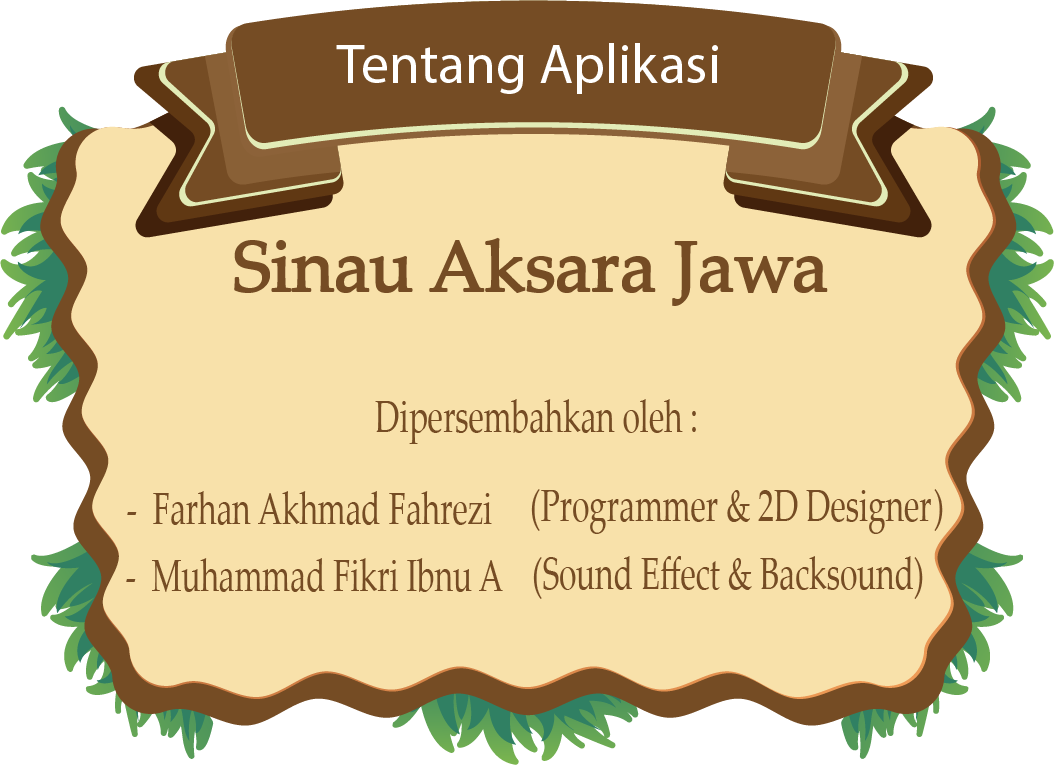 Tentang Aplikasi
Sinau Aksara Jawa
Dipersembahkan oleh :
- Farhan Akhmad Fahrezi (Programmer & 2D Designer)
- Muhammad Fikri Ibnu A (Sound Effect & Backsound)